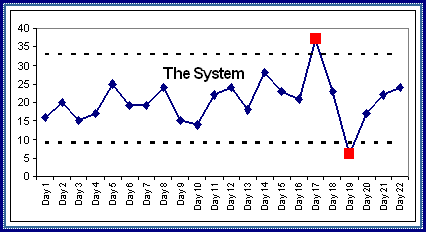 40
35
30
25
20
15
10
5
0
The System
Day 1
Day 2
Day 3
Day 4
Day 5
Day 6
Day 7
Day 8
Day 9
Day 10
Day 11
Day 12
Day 13
Day 14
Day 15
Day 16
Day 17
Day 18
Day 19
Day 20
Day 21
Day 22